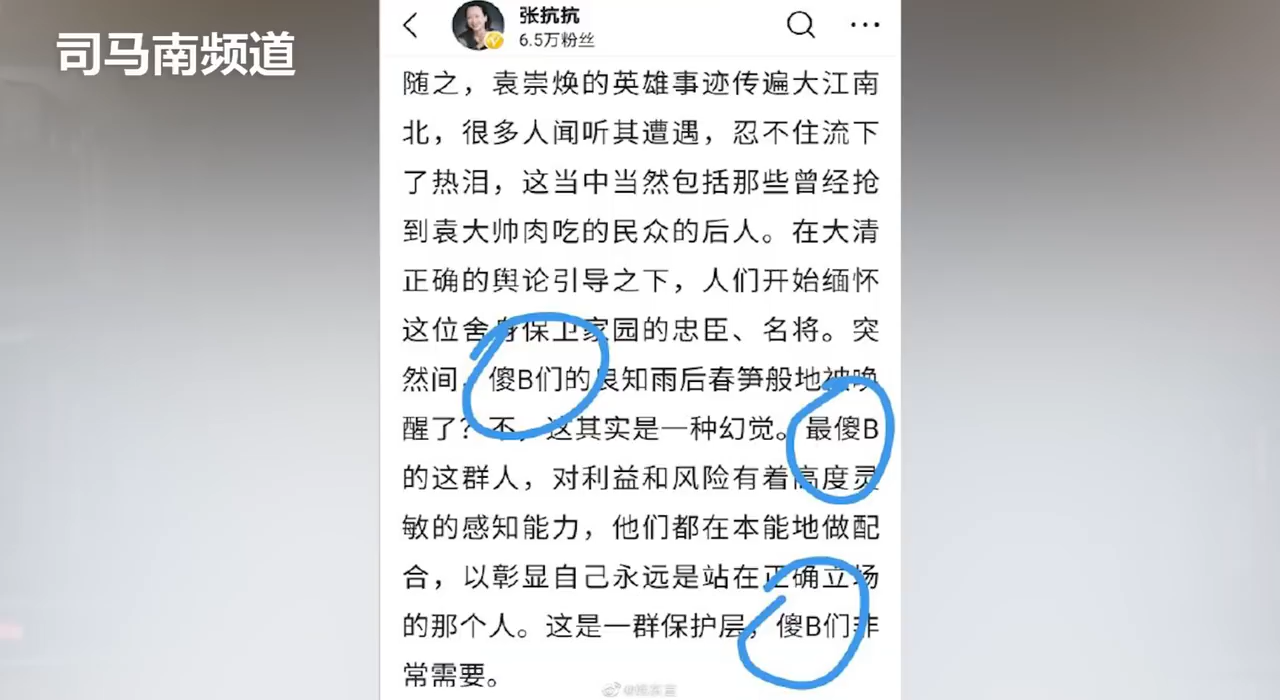 司马南频道
张抗抗
6.5万粉丝
随之，袁崇焕的英雄事迹传遍大江南
北，很多人闻听其遭遇，忍不住流下
了热泪，这当中当然包括那些曾经抢
到袁大帅肉吃的民众的后人。在大清
正确的舆论引导之下，人们开始缅怀
这位舍身保卫家园的忠臣、名将。突
然间，傻B们的良知雨后春笋般地被唤
醒了？不，这其实是一种幻觉。最傻B
的这群人，对利益和风险有着高度灵
敏的感知能力，他们都在本能地做配
合，以彰显自己永远是站在正确立场
的那个人。这是一群保护层，傻B们非
常需要。